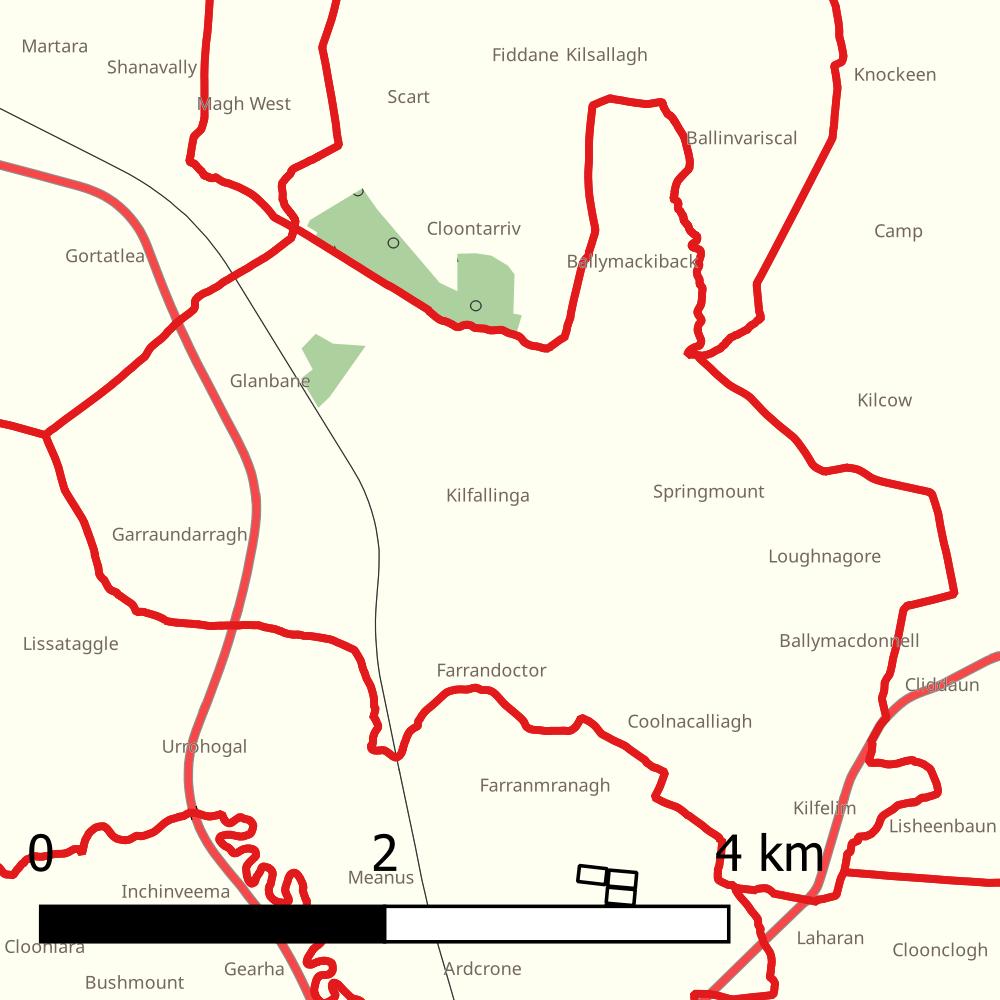 Martara
Fiddane Kilsallagh
Shanavally
Knockeen
Scart
Magh West
Ballinvariscal
Cloontarriv
Camp
Gortatlea
Ballymackiback
Glanbane
Kilcow
Springmount
Kilfallinga
Garraundarragh
Loughnagore
Ballymacdonnell
Lissataggle
Farrandoctor
Cliddaun
Coolnacalliagh
Urrohogal
Farranmranagh
Kilfelim
Lisheenbaun
0 2 4 km
Meanus
Inchinveema
Laharan
Clooniara
Cloonclogh
Gearha
Ardcrone
Bushmount